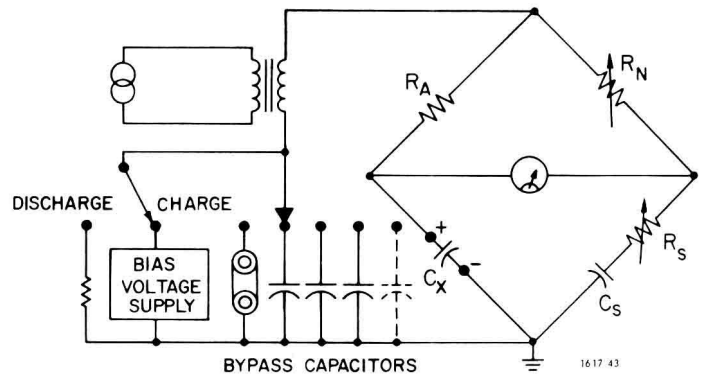 R_A
R_N
DISCHARGE
CHARGE
BIAS
VOLTAGE
SUPPLY
+
-
C_X
R_S
C_S
BYPASS CAPACITORS
1617 43